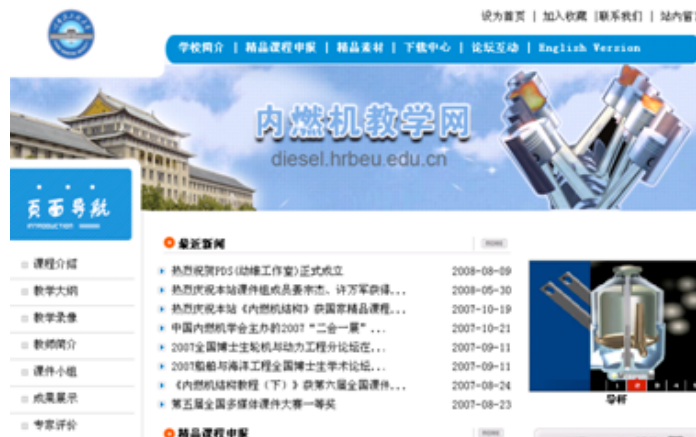 设为首页 | 加入收藏 |联系我们 | 站内留
学校简介 | 精品课程申报 | 精品素材 | 下载中心 | 论坛互动 | English Version
内燃机教学网
diesel.hrbeu.edu.cn
页面导航
INTRODUCTION
课程介绍
教学大纲
教学录像
教师简介
课件小组
成果展示
专家评价
最近新闻
热烈祝贺PDS(动缘工作室)正式成立 2008-08-09
热烈庆祝本站课件组成员姜宗杰、许万军获得... 2008-05-30
热烈庆祝本站《内燃机结构》获国家精品课程... 2007-10-19
中国内燃机学会主办的2007 “二会一展” ... 2007-10-21
2007全国博士生轮机与动力工程分论坛在... 2007-09-11
2007船舶与海洋工程全国博士生学术论坛... 2007-09-11
《内燃机结构教程（下）》获第六届全国课件... 2007-08-24
第五届全国多媒体课件大赛一等奖 2007-08-23
精品课程申报
1 2 3 4
导杆